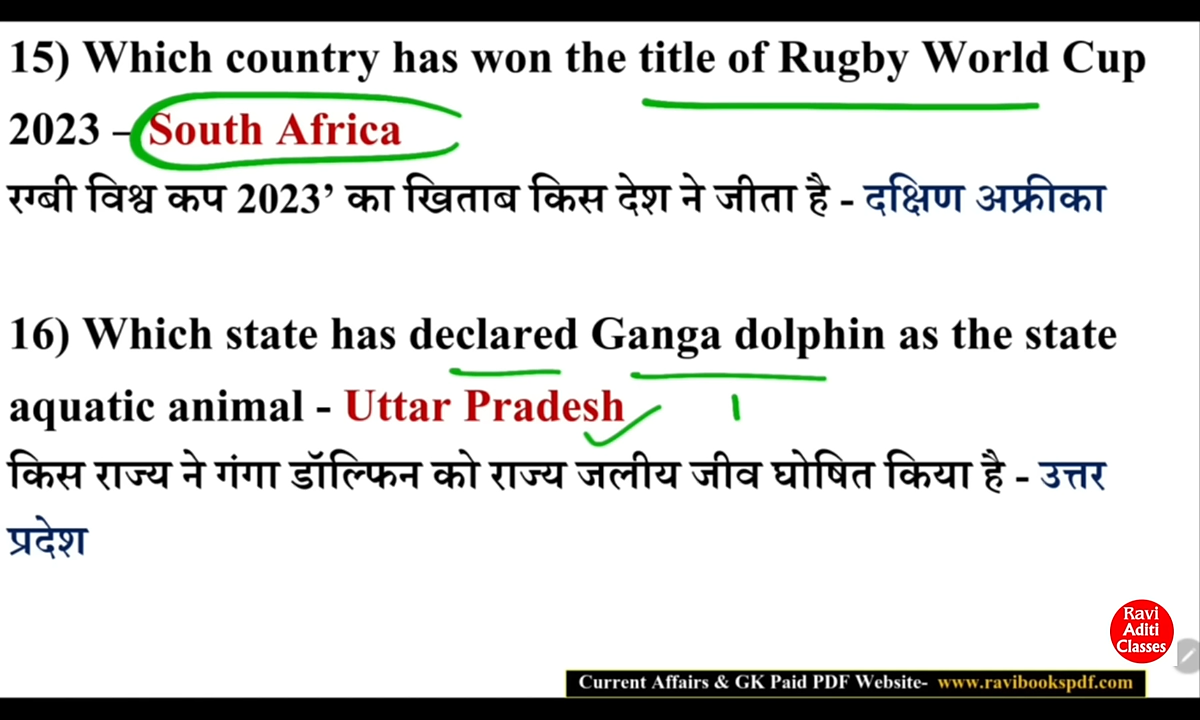 15) Which country has won the title of Rugby World Cup
2023 – South Africa
रग्बी विश्व कप 2023’ का खिताब किस देश ने जीता है - दक्षिण अफ्रीका
16) Which state has declared Ganga dolphin as the state
aquatic animal - Uttar Pradesh
किस राज्य ने गंगा डॉल्फिन को राज्य जलीय जीव घोषित किया है - उत्तर
प्रदेश
Ravi
Aditi
Classes
Current Affairs & GK Paid PDF Website- www.ravibookspdf.com